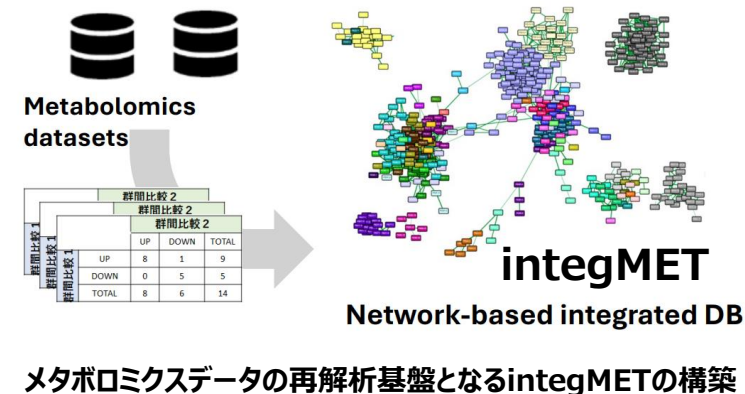 Metabolomics
datasets
群間比較 2
群間比較 2
群間比較 2
群間比較 1
群間比較 1
群間比較 1
UP DOWN TOTAL
UP 8 1 9
DOWN 0 5 5
TOTAL 8 6 14
integMET
Network-based integrated DB
メタボロミクスデータの再解析基盤となるintegMETの構築